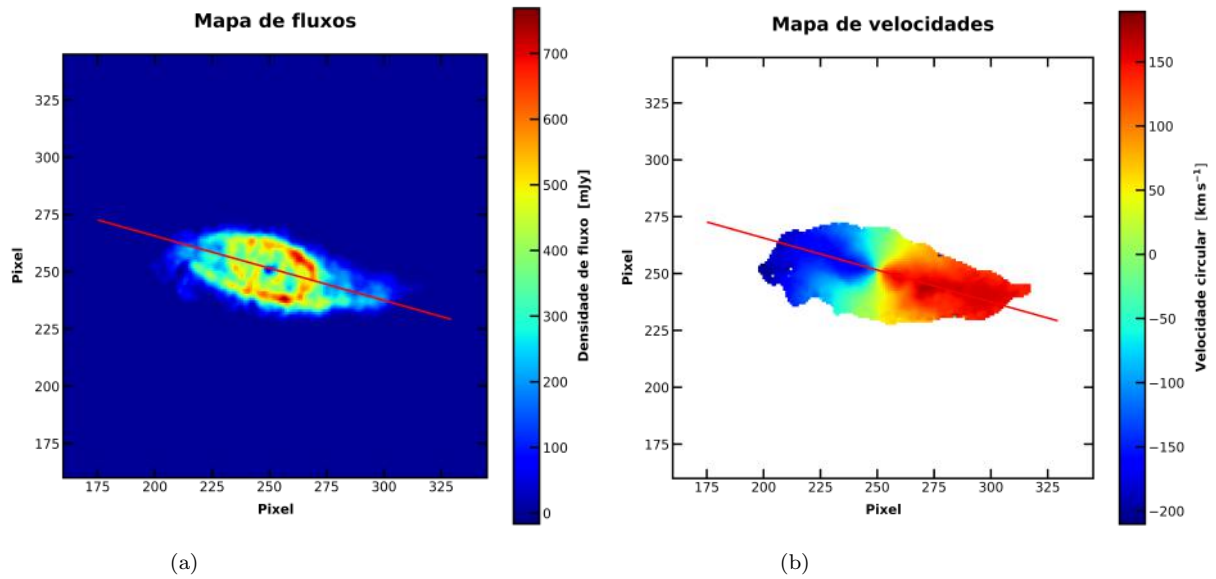 Mapa de fluxos
Pixel
325
300
275
250
225
200
175
175 200 225 250 275 300 325
Pixel
700
600
500
400
300
200
100
0
Densidade de fluxo [mJy]
(a)
Mapa de velocidades
Pixel
325
300
275
250
225
200
175
175 200 225 250 275 300 325
Pixel
150
100
50
0
−50
−100
−150
−200
Velocidade circular [km s⁻¹]
(b)